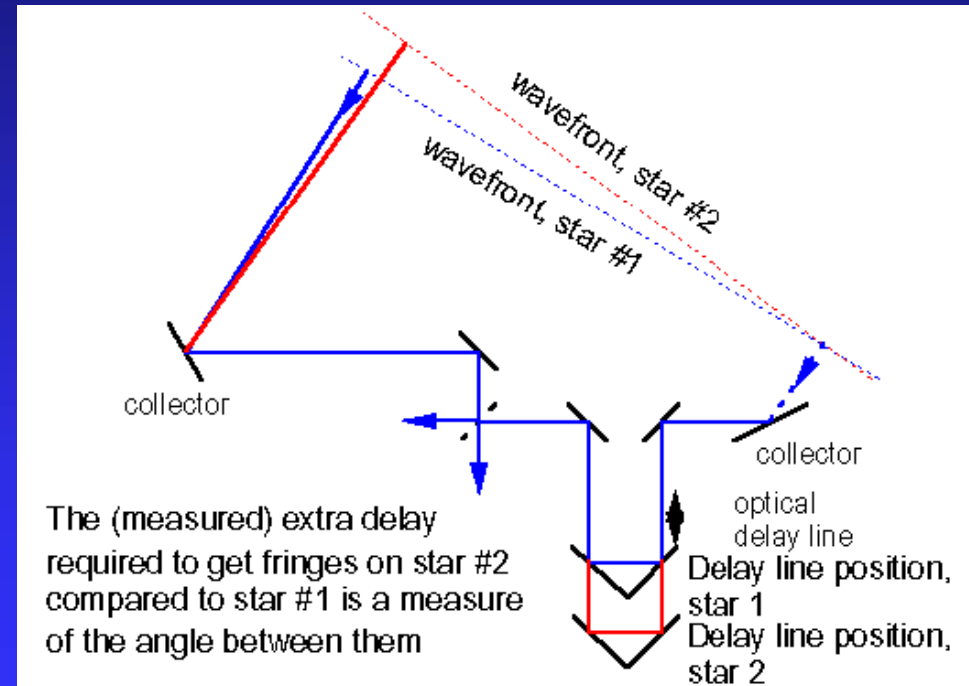 wavefront, star #2
wavefront, star #1
collector
collector
optical
delay line
The (measured) extra delay
required to get fringes on star #2
compared to star #1 is a measure
of the angle between them
Delay line position,
star 1
Delay line position,
star 2